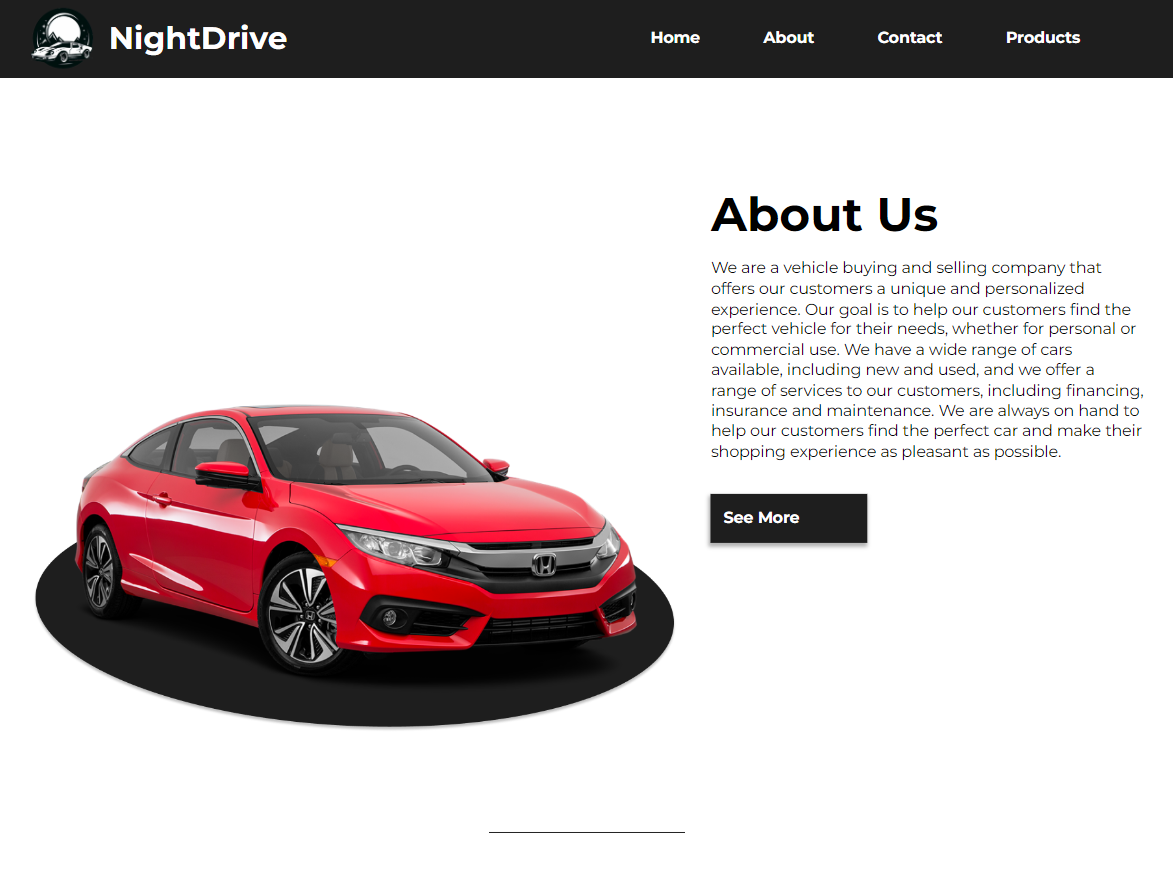 NightDrive
Home About Contact Products
About Us
We are a vehicle buying and selling company that
offers our customers a unique and personalized
experience. Our goal is to help our customers find the
perfect vehicle for their needs, whether for personal or
commercial use. We have a wide range of cars
available, including new and used, and we offer a
range of services to our customers, including financing,
insurance and maintenance. We are always on hand to
help our customers find the perfect car and make their
shopping experience as pleasant as possible.
See More